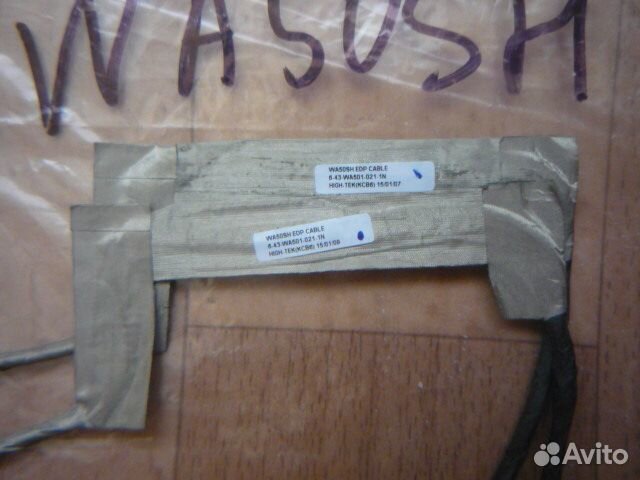 WA50SH
WA50SH EDP CABLE
6-43-WA501-021-1N
HIGH-TEK(KCB6) 15/01/07
WA50SH EDP CABLE
6-43-WA501-021-1N
HIGH-TEK(KCB6) 15/01/09
Avito